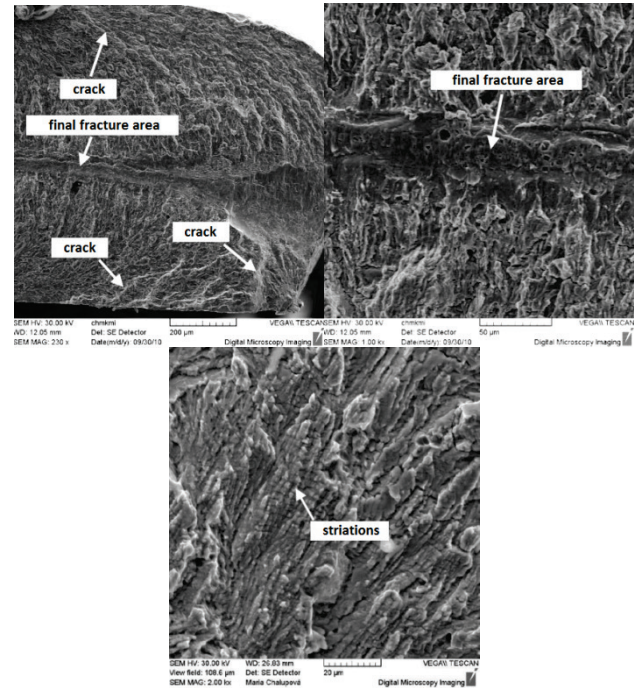 crack
final fracture area
crack
crack
SEM HV: 30.00 kV chmkmi VEGA\\ TESCAN
WD: 12.05 mm Det: SE Detector 200 µm
SEM MAG: 230 x Date(m/d/y): 09/30/10 Digital Microscopy Imaging
final fracture area
SEM HV: 30.00 kV chmkmi VEGA\\ TESCAN
WD: 12.05 mm Det: SE Detector 50 µm
SEM MAG: 1.00 kx Date(m/d/y): 09/30/10 Digital Microscopy Imaging
striations
SEM HV: 30.00 kV WD: 26.83 mm VEGA\\ TESCAN
View field: 108.6 µm Det: SE Detector 20 µm
SEM MAG: 2.00 kx Maria Chalupová Digital Microscopy Imaging